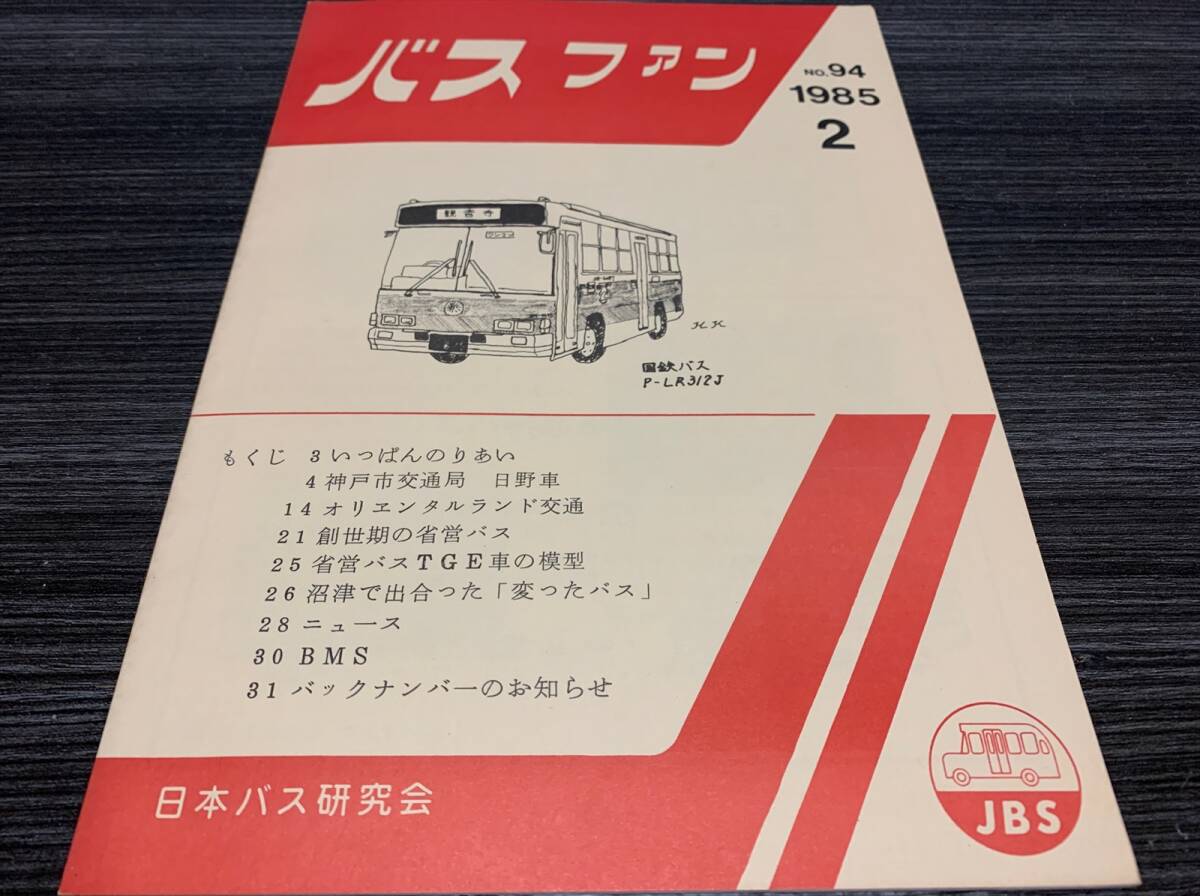 バスファン
NO.94
1985
2
観音寺
ワンマン
K K
国鉄バス
P-LR312J
もくじ 3 いっぱんのりあい
4 神戸市交通局 日野車
14 オリエンタルランド交通
21 創世期の省営バス
25 省営バスTGE車の模型
26 沼津で出合った「変ったバス」
28 ニュース
30 BMS
31 バックナンバーのお知らせ
日本バス研究会
JBS